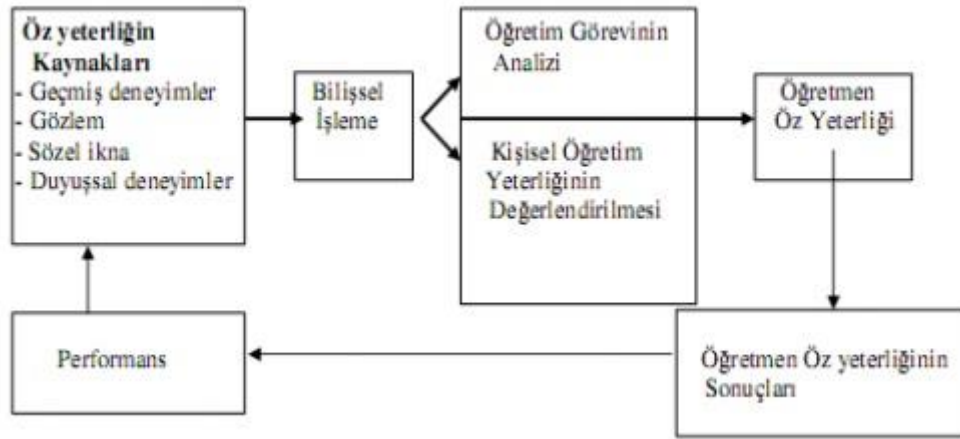 Öz yeterliğin
Kaynakları
- Geçmiş deneyimler
- Gözlem
- Sözel ikna
- Duyuşsal deneyimler
Bilişsel
İşleme
Öğretim Görevinin
Analizi
Kişisel Öğretim
Yeterliğinin
Değerlendirilmesi
Öğretmen
Öz Yeterliği
Öğretmen Öz yeterliğinin
Sonuçları
Performans